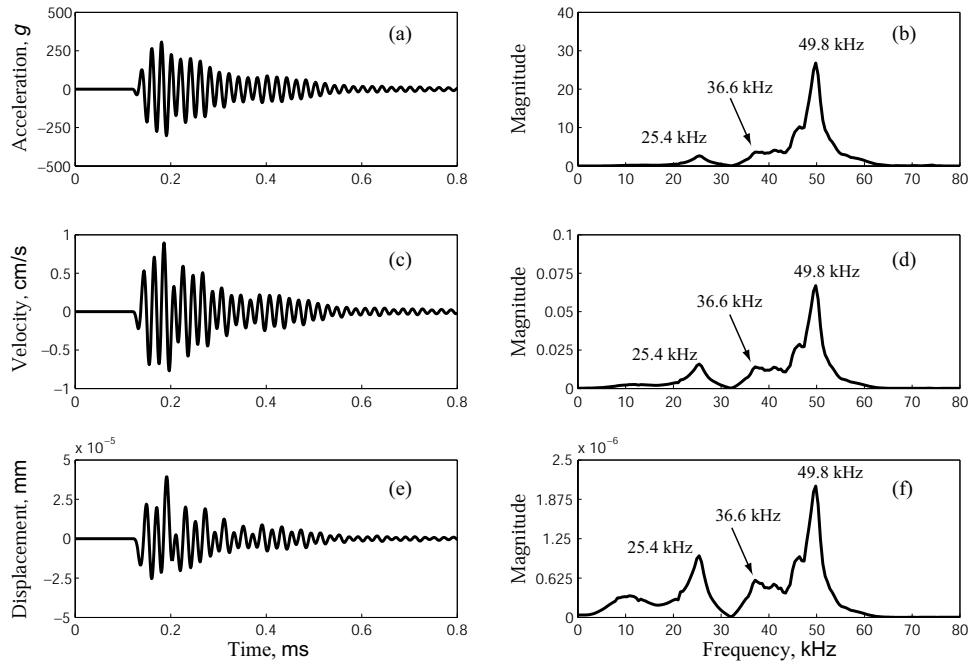 Acceleration, g
500
250
0
−250
−500
(a)
0 0.2 0.4 0.6 0.8
Magnitude
40
30
20
10
0
(b)
49.8 kHz
36.6 kHz
25.4 kHz
0 10 20 30 40 50 60 70 80
Velocity, cm/s
1
0.5
0
−0.5
−1
(c)
0 0.2 0.4 0.6 0.8
Magnitude
0.1
0.075
0.05
0.025
0
(d)
49.8 kHz
36.6 kHz
25.4 kHz
0 10 20 30 40 50 60 70 80
Displacement, mm
x 10−5
5
2.5
0
−2.5
−5
(e)
0 0.2 0.4 0.6 0.8
Time, ms
Magnitude
x 10−6
2.5
1.875
1.25
0.625
0
(f)
49.8 kHz
36.6 kHz
25.4 kHz
0 10 20 30 40 50 60 70 80
Frequency, kHz